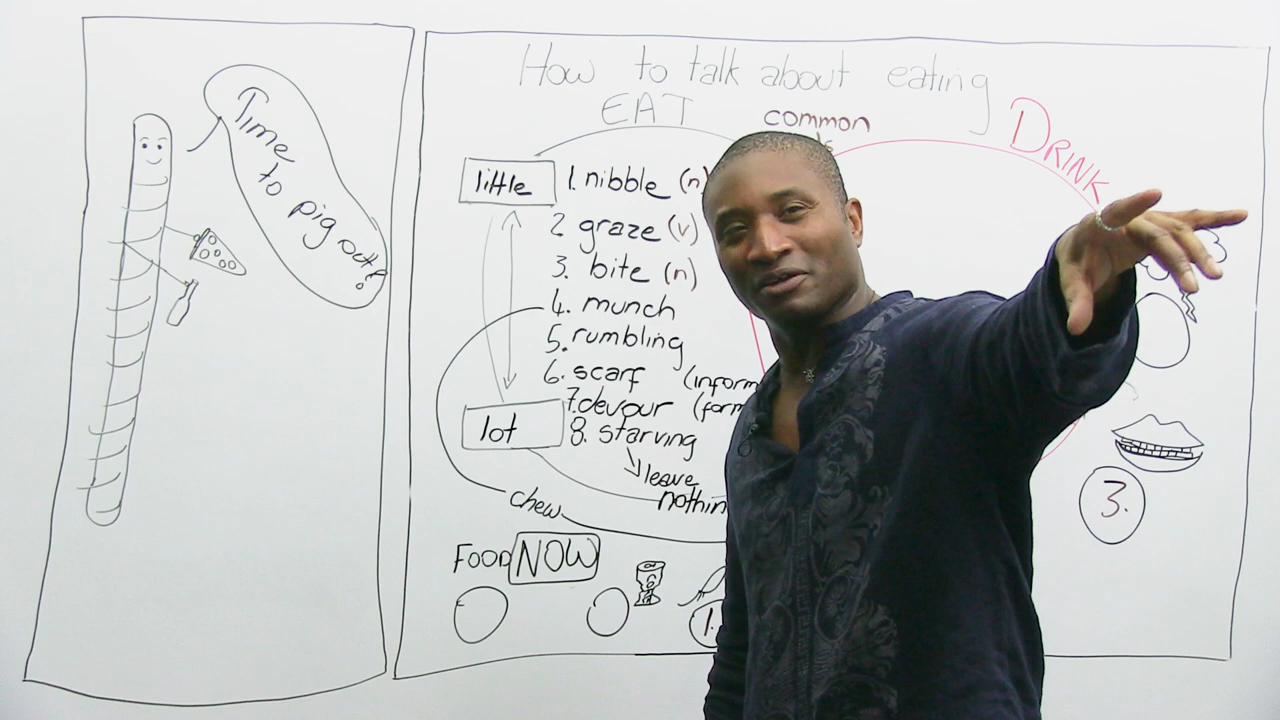 Time
to
pig out!
How to talk about eating
EAT
common
DRINK
little
1. nibble (n)
2. graze (v)
3. bite (n)
4. munch
5. rumbling
6. scarf (inform
7. devour (form
8. starving
lot
leave
nothin
chew
FOOD NOW
1.
3.